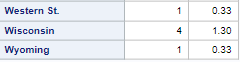 Western St. 1 0.33
Wisconsin 4 1.30
Wyoming 1 0.33